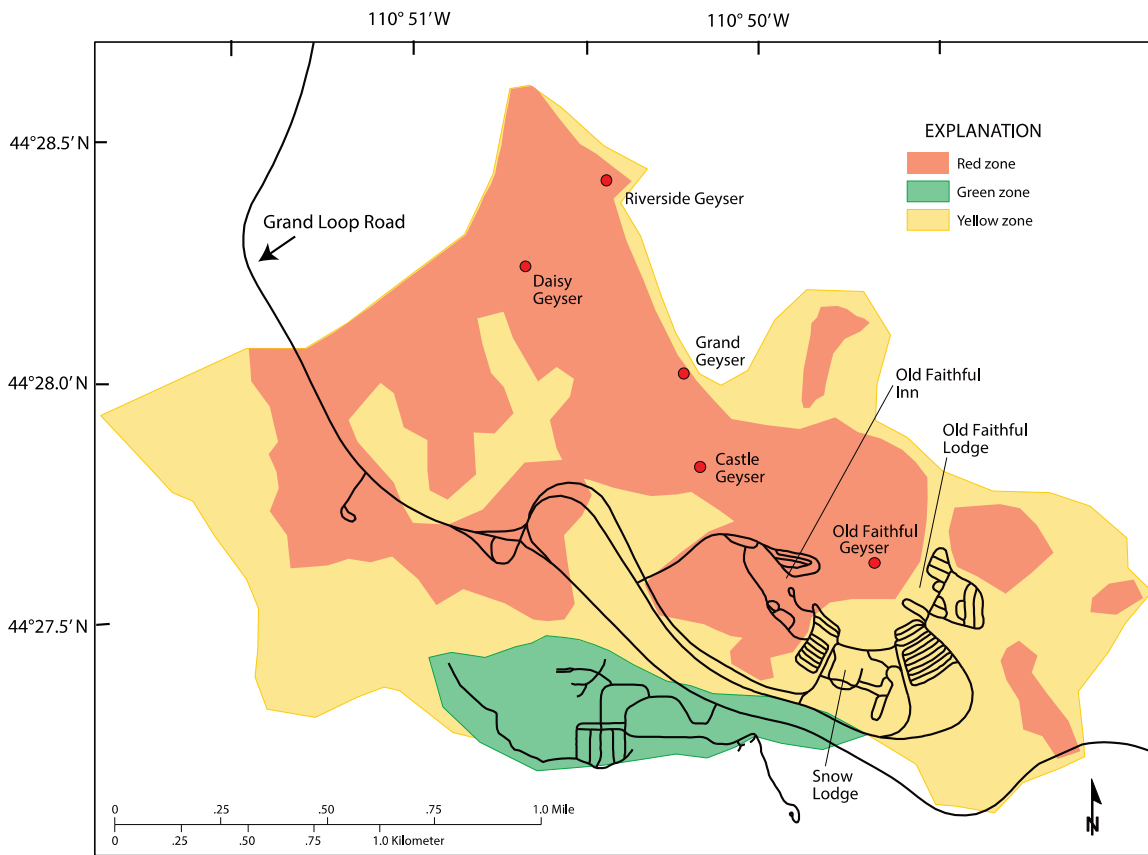 110° 51' W
110° 50' W
44°28.5' N
EXPLANATION
Red zone
Green zone
Yellow zone
Riverside Geyser
Grand Loop Road
Daisy
Geyser
Grand
Geyser
44°28.0' N
Old Faithful
Inn
Old Faithful
Lodge
Castle
Geyser
Old Faithful
Geyser
44°27.5' N
Snow
Lodge
0 .25 .50 .75 1.0 Mile
0 .25 .50 .75 1.0 Kilometer
N